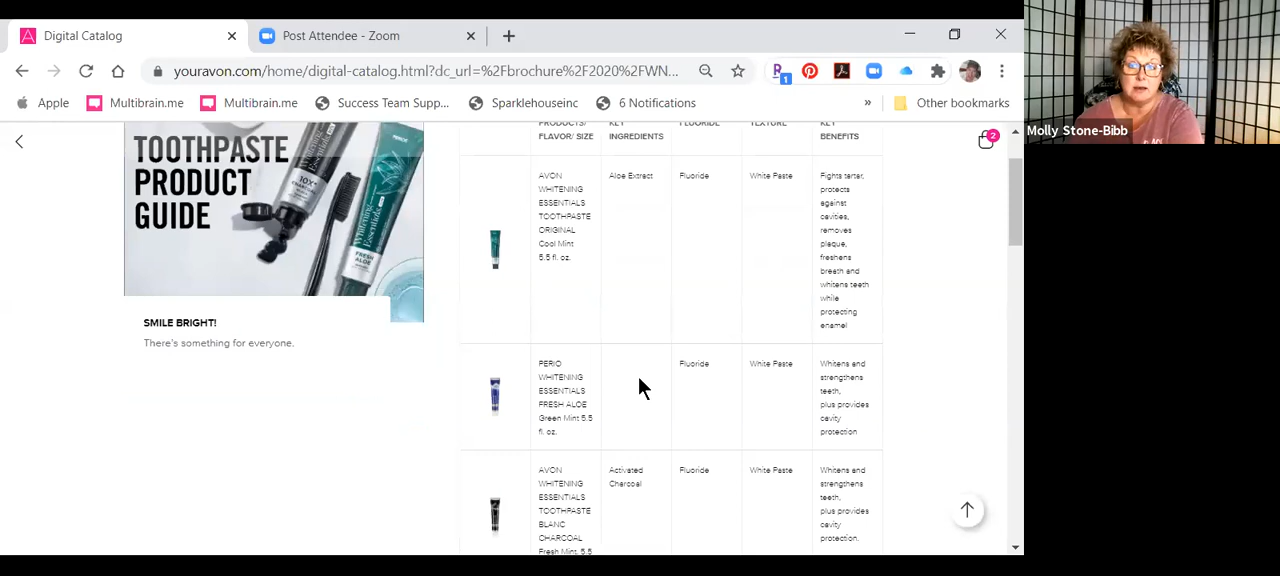 Digital Catalog
Post Attendee - Zoom
youravon.com/home/digital-catalog.html?dc_url=%2Fbrochure%2F2020%2FWN...
1
Apple
Multibrain.me
Multibrain.me
Success Team Supp...
Sparklehouseinc
6 Notifications
»
Other bookmarks
Molly Stone-Bibb
2
TOOTHPASTE
PRODUCT
GUIDE
SMILE BRIGHT!
There's something for everyone.
PRODUCTS/
FLAVOR/ SIZE
KEY
INGREDIENTS
FLUORIDE
TEXTURE
KEY
BENEFITS
AVON
WHITENING
ESSENTIALS
TOOTHPASTE
ORIGINAL
Cool Mint
5.5 fl. oz.
Aloe Extract
Fluoride
White Paste
Fights tartar,
protects
against
cavities,
removes
plaque,
freshens
breath and
whitens teeth
while
protecting
enamel
PERIO
WHITENING
ESSENTIALS
FRESH ALOE
Green Mint 5.5
fl. oz.
Fluoride
White Paste
Whitens and
strengthens
teeth,
plus provides
cavity
protection
AVON
WHITENING
ESSENTIALS
TOOTHPASTE
BLANC
CHARCOAL
Fresh Mint, 5.5
Activated
Charcoal
Fluoride
White Paste
Whitens and
strengthens
teeth,
plus provides
cavity
protection.